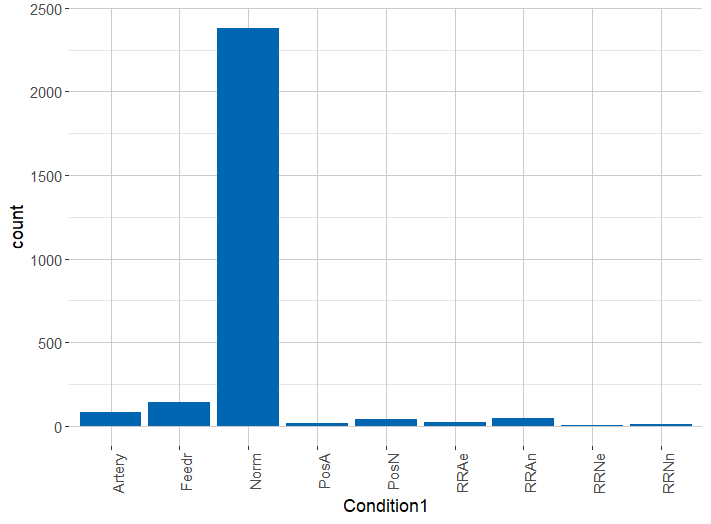 2500
2000
1500
1000
500
0
count
Artery
Feedr
Norm
PosA
PosN
RRAe
RRAn
RRNe
RRNn
Condition1